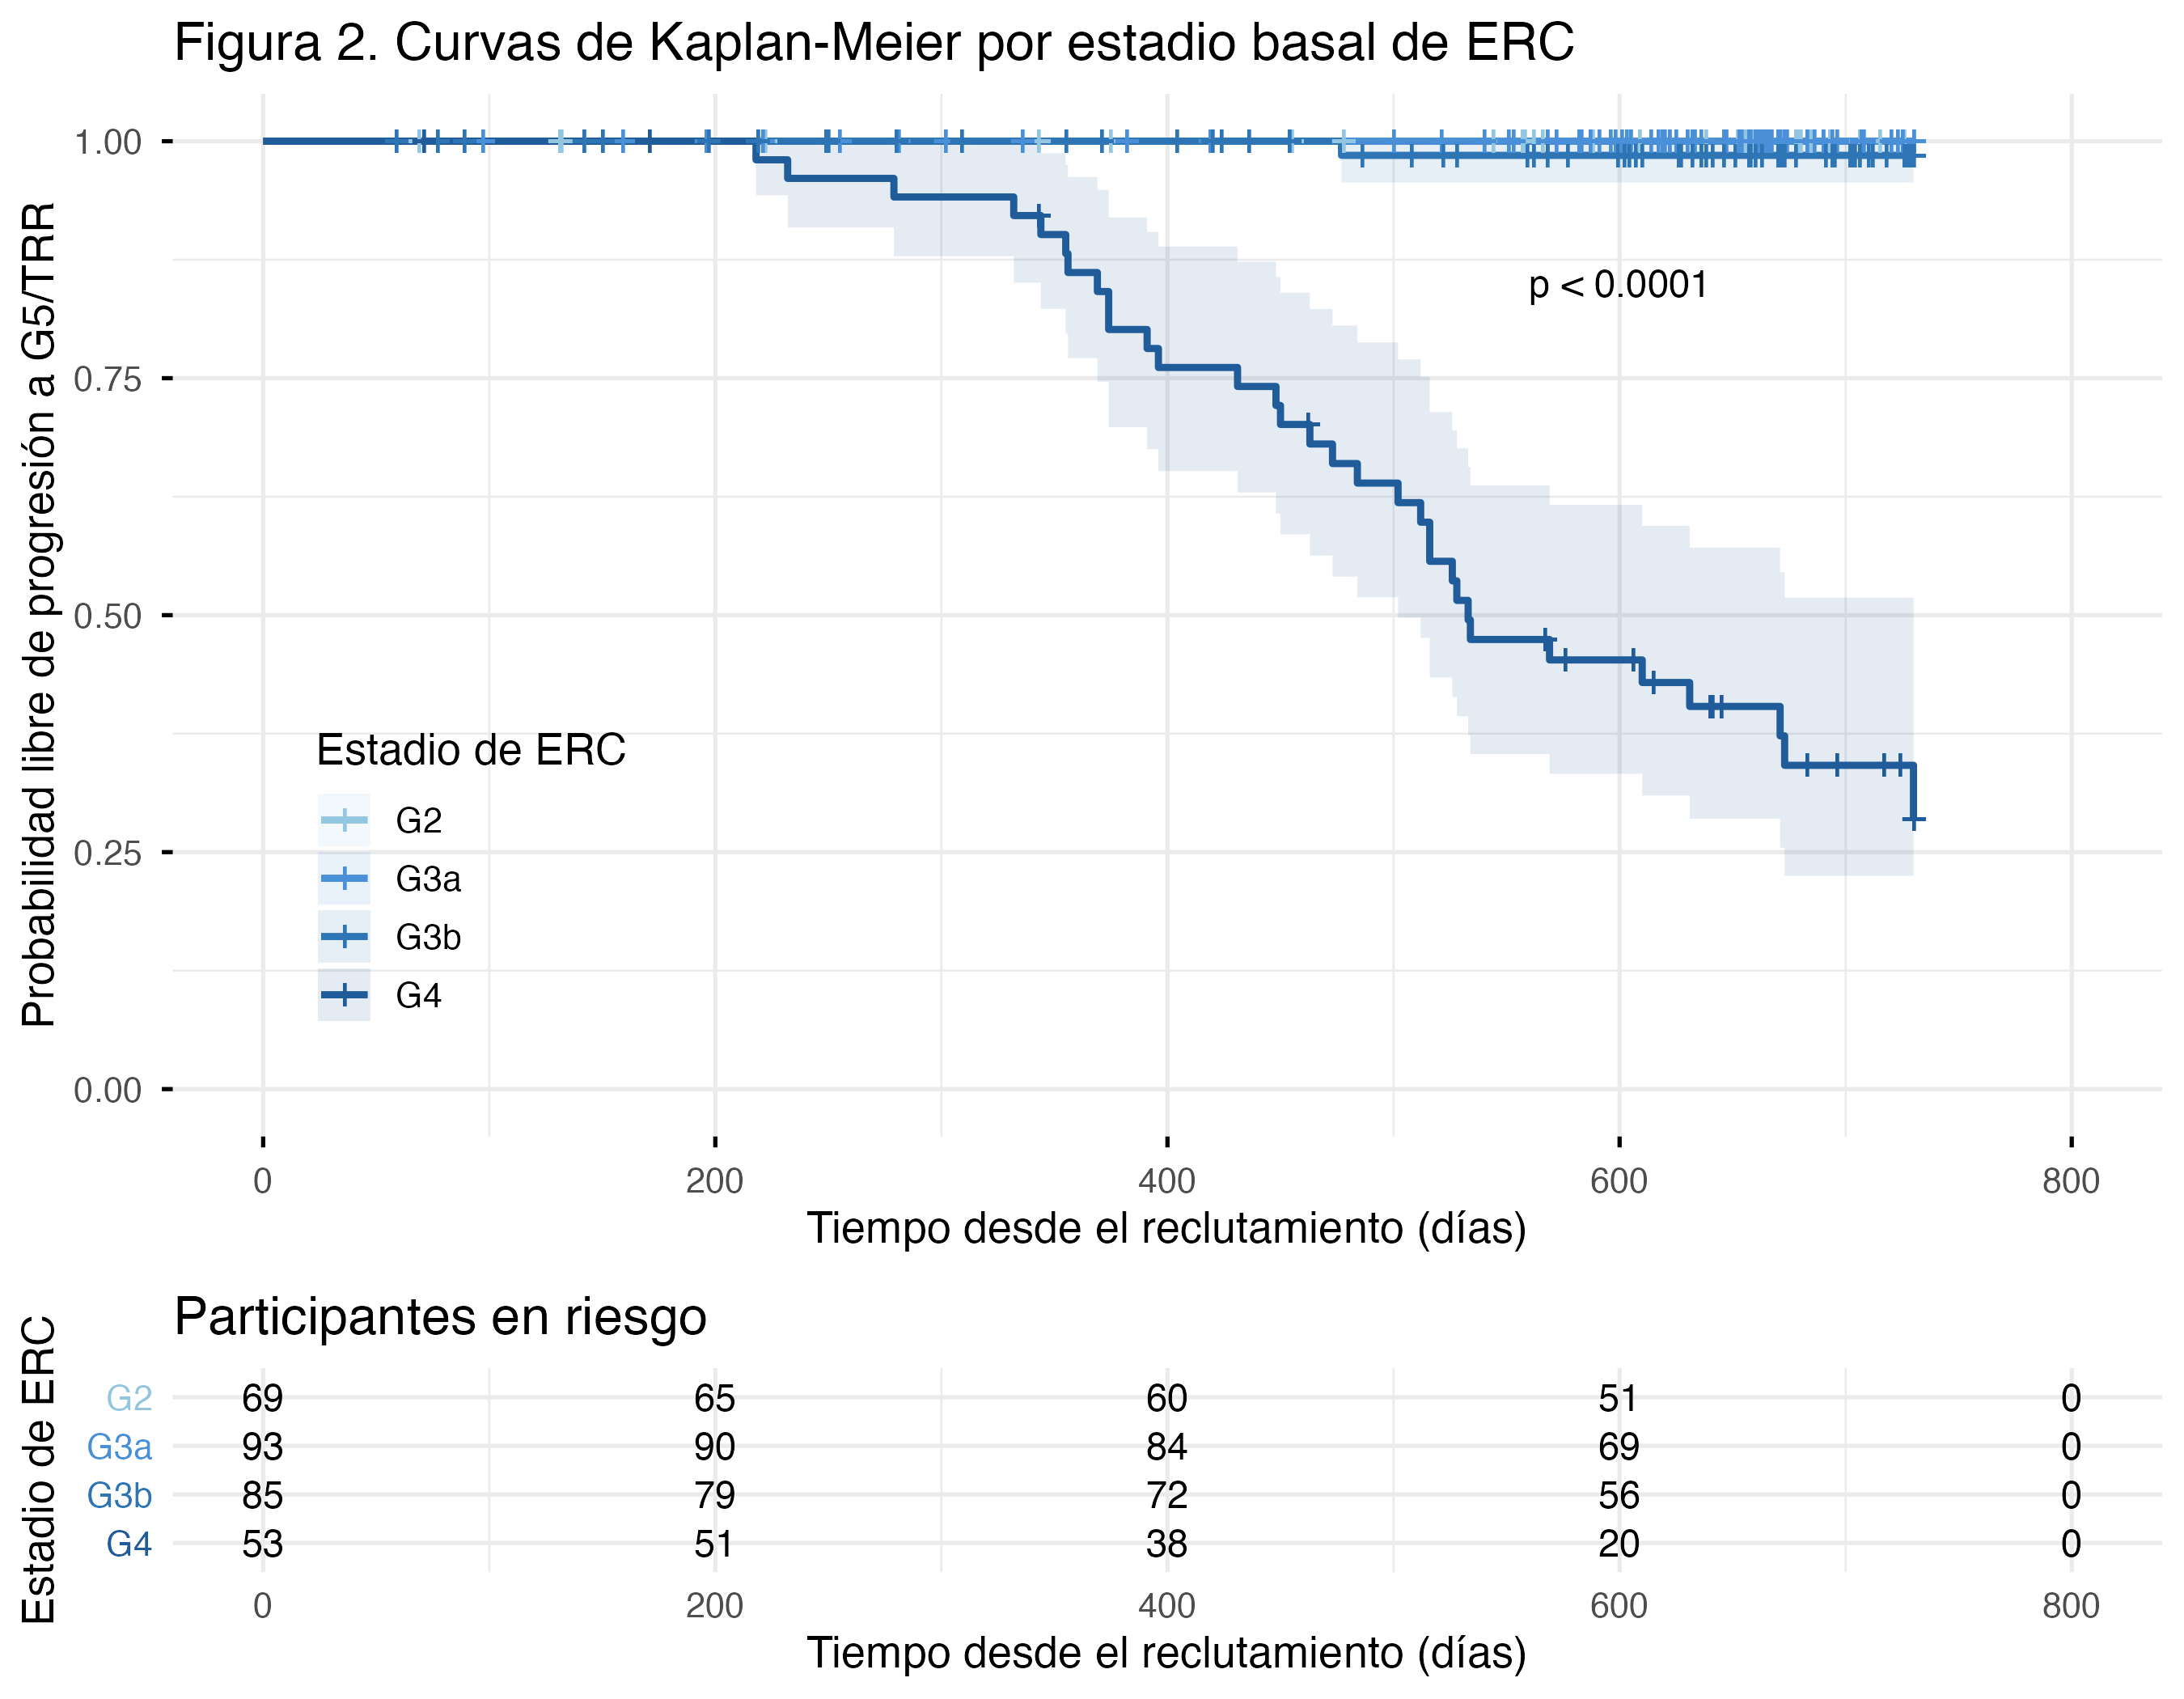 Figura 2. Curvas de Kaplan-Meier por estadio basal de ERC
Probabilidad libre de progresión a G5/TRR
1.00
0.75
0.50
0.25
0.00
p < 0.0001
Estadio de ERC
G2
G3a
G3b
G4
0 200 400 600 800
Tiempo desde el reclutamiento (días)
Participantes en riesgo
Estadio de ERC
G2 69 65 60 51 0
G3a 93 90 84 69 0
G3b 85 79 72 56 0
G4 53 51 38 20 0
0 200 400 600 800
Tiempo desde el reclutamiento (días)